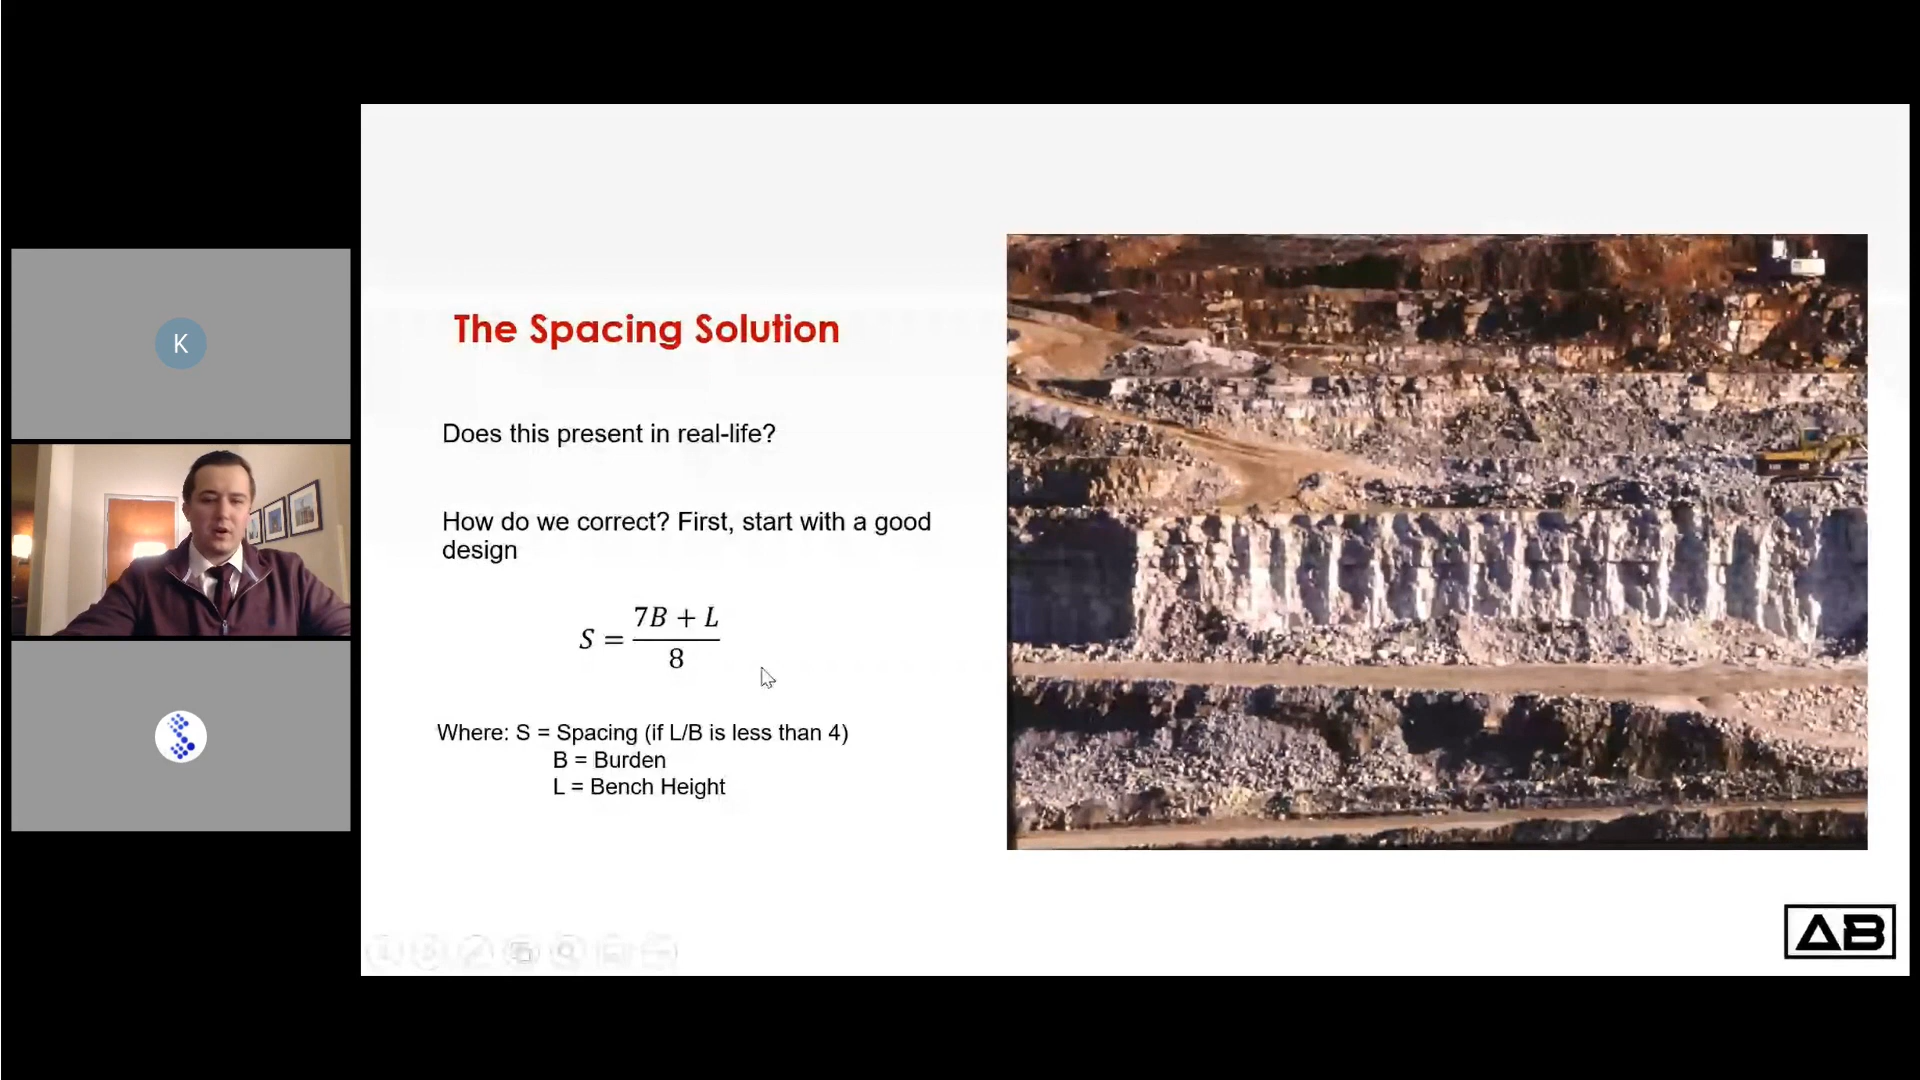 K
The Spacing Solution
Does this present in real-life?
How do we correct? First, start with a good
design
S = \frac{7B + L}{8}
Where: S = Spacing (if L/B is less than 4)
B = Burden
L = Bench Height
AB